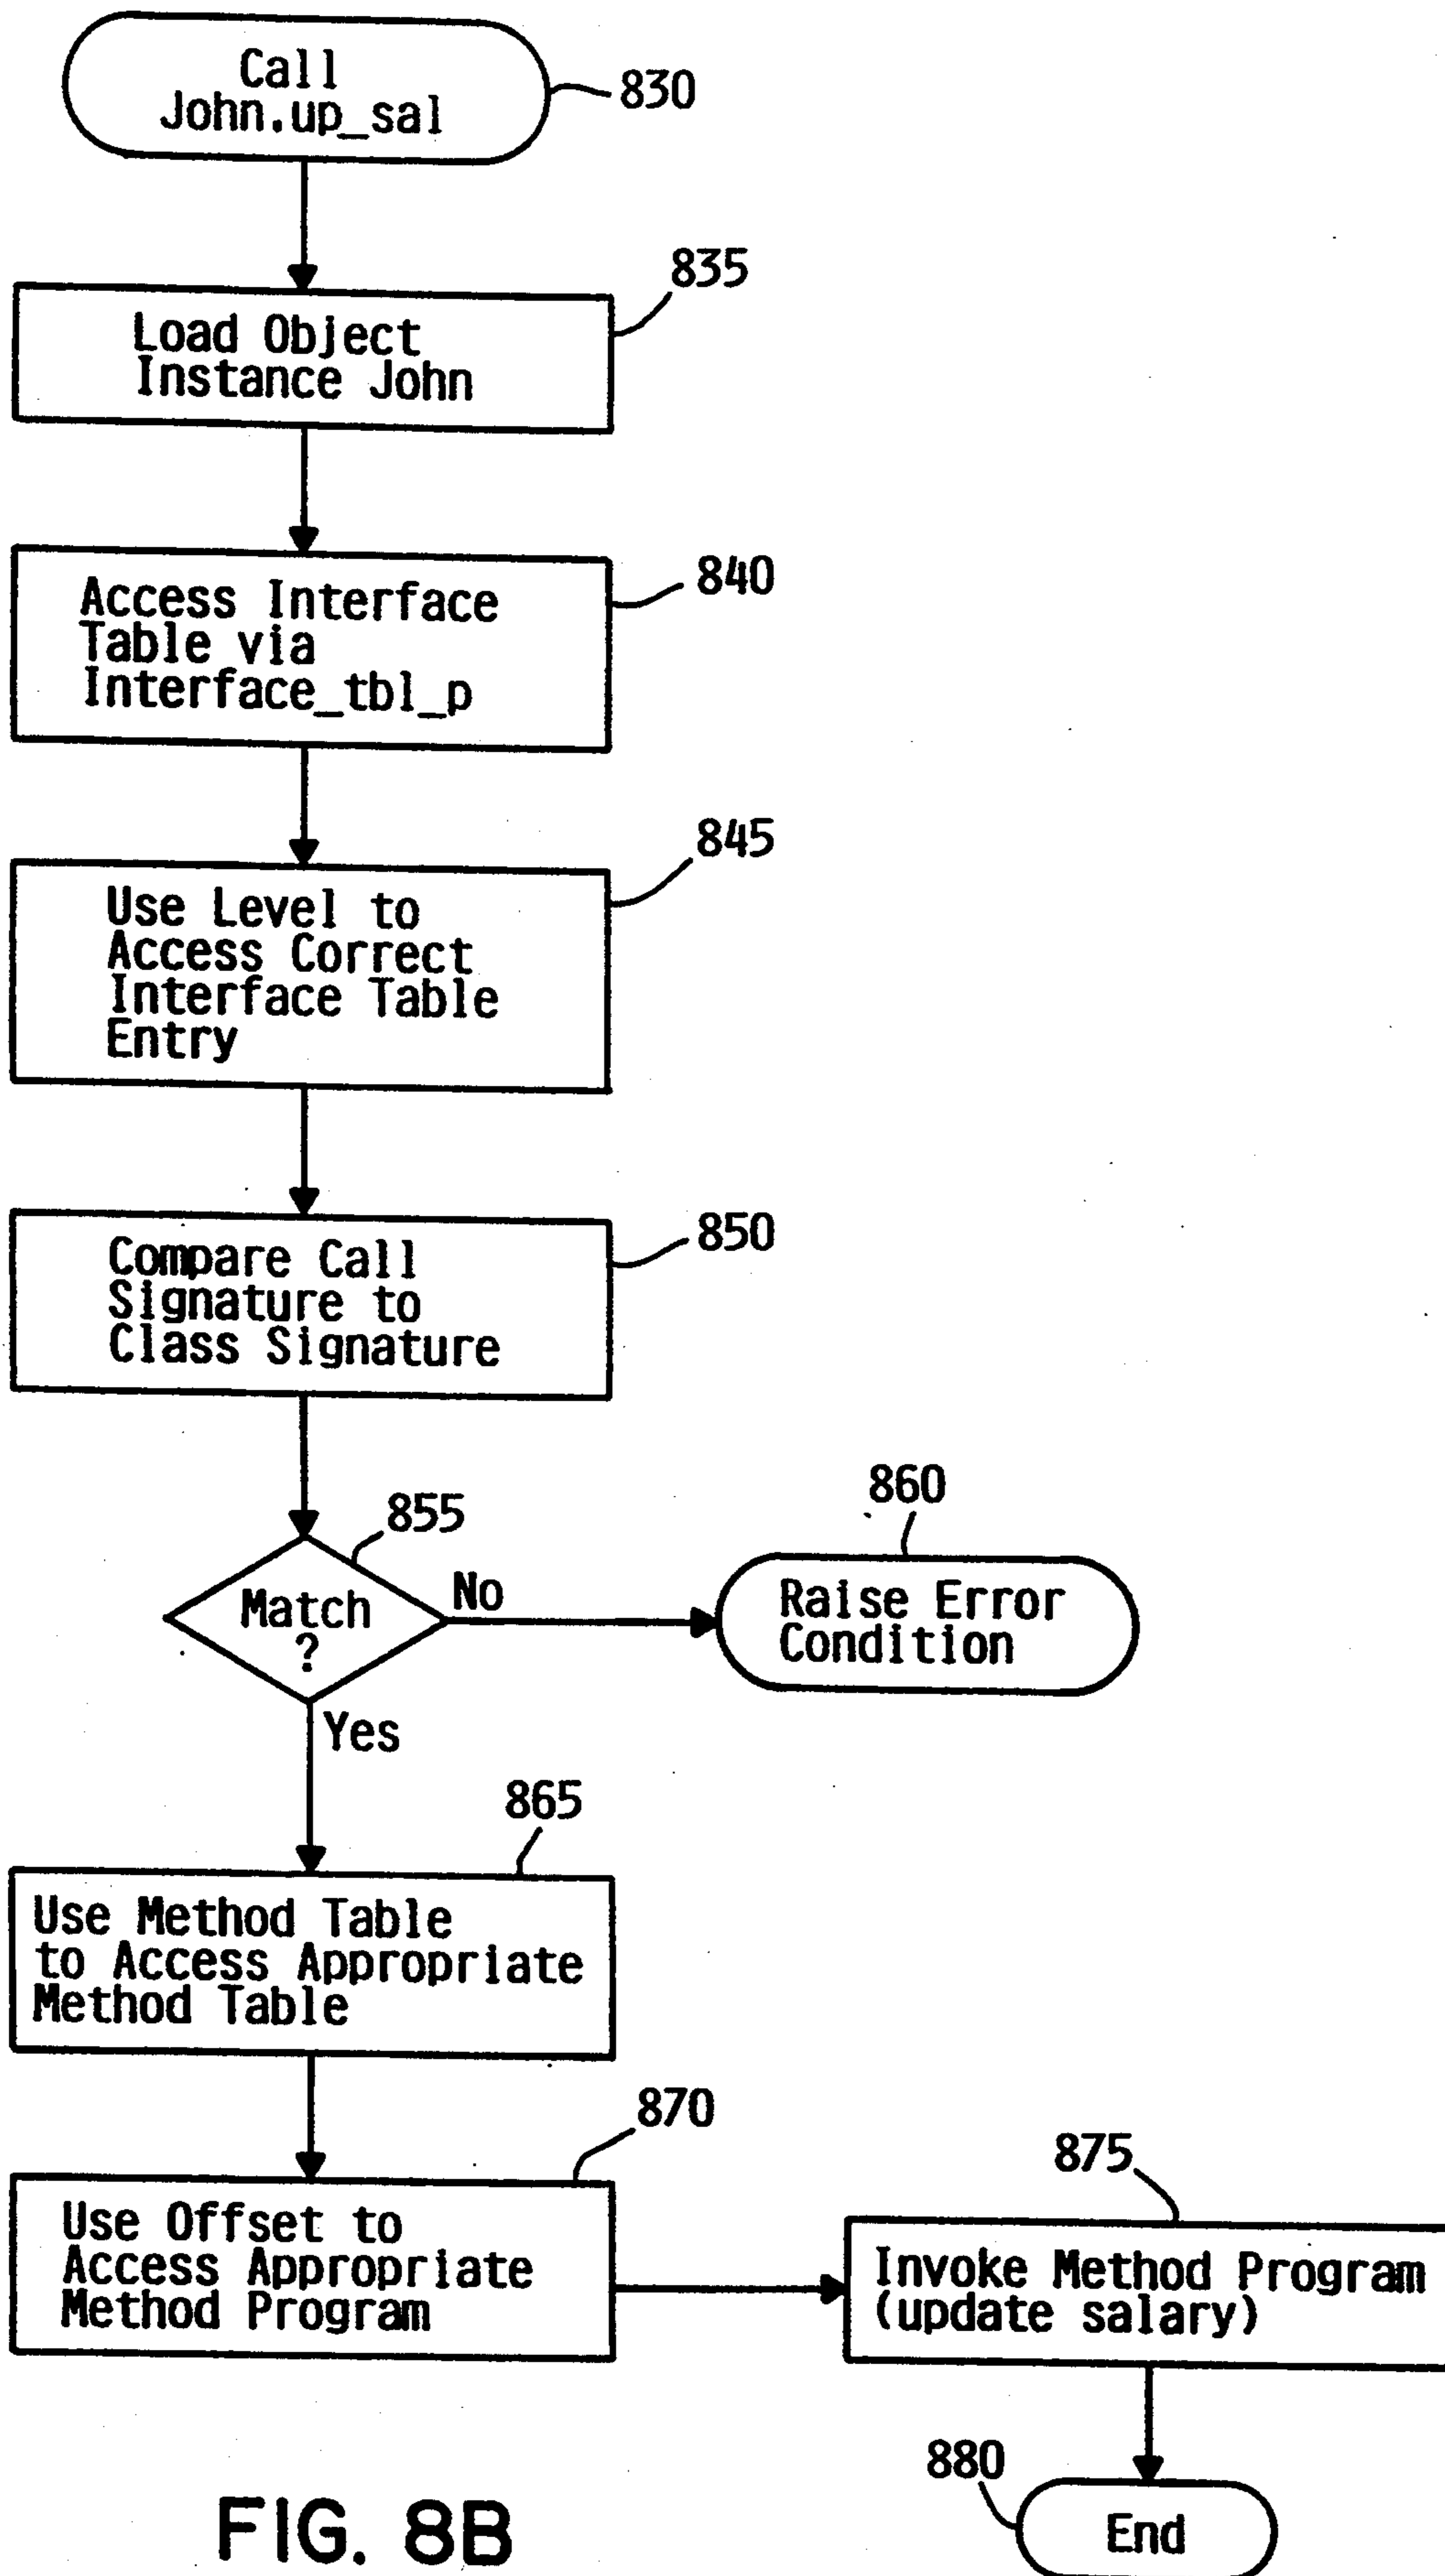 Call
John.up_sal
830
835
Load Object
Instance John
840
Access Interface
Table via
Interface_tbl_p
845
Use Level to
Access Correct
Interface Table
Entry
850
Compare Call
Signature to
Class Signature
855
Match
?
No
860
Raise Error
Condition
Yes
865
Use Method Table
to Access Appropriate
Method Table
870
Use Offset to
Access Appropriate
Method Program
875
Invoke Method Program
(update salary)
880
End
FIG. 8B